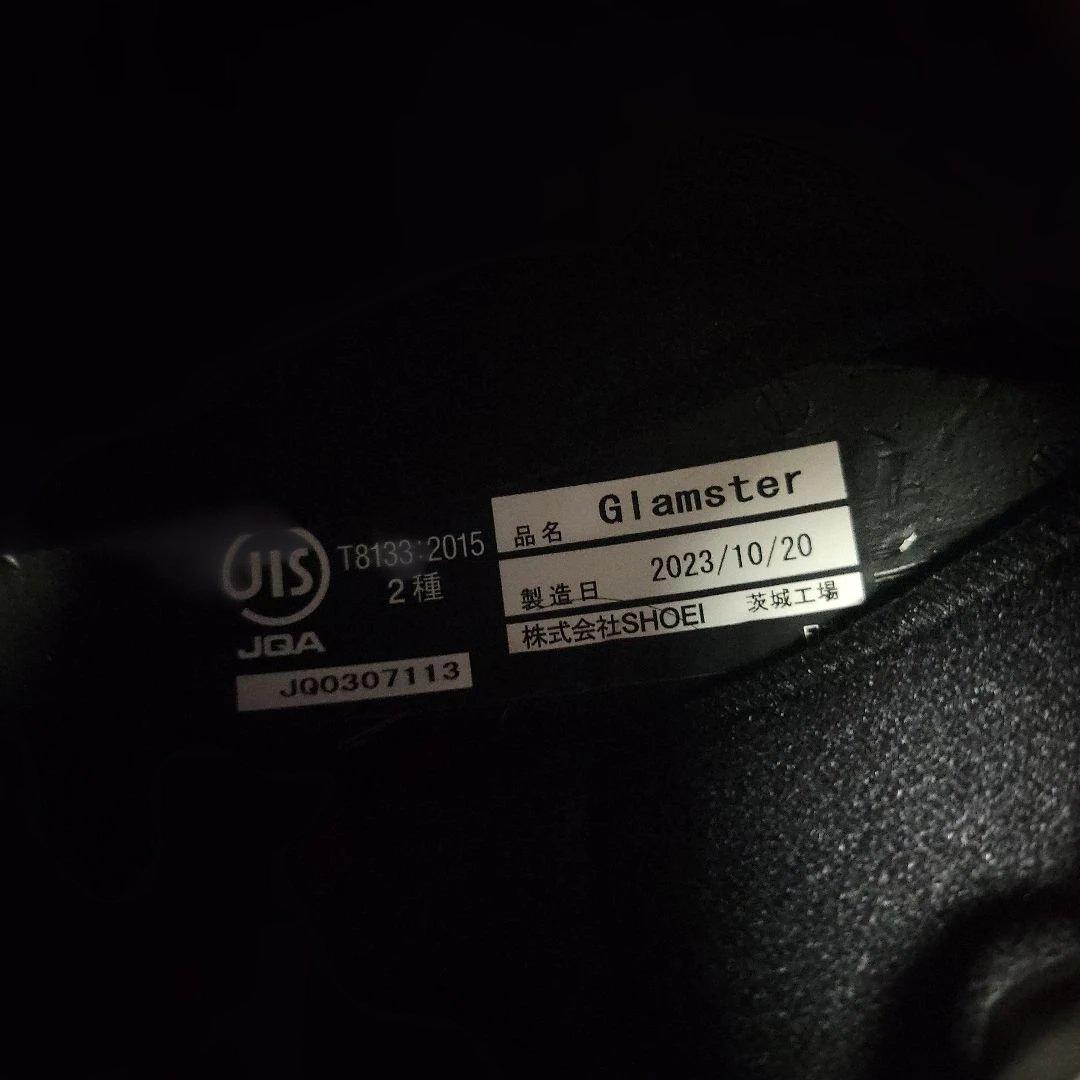 JIS
T8133:2015
2種
JQA
JQ0307113
品名 Glamster
製造日 2023/10/20
株式会社SHOEI 茨城工場